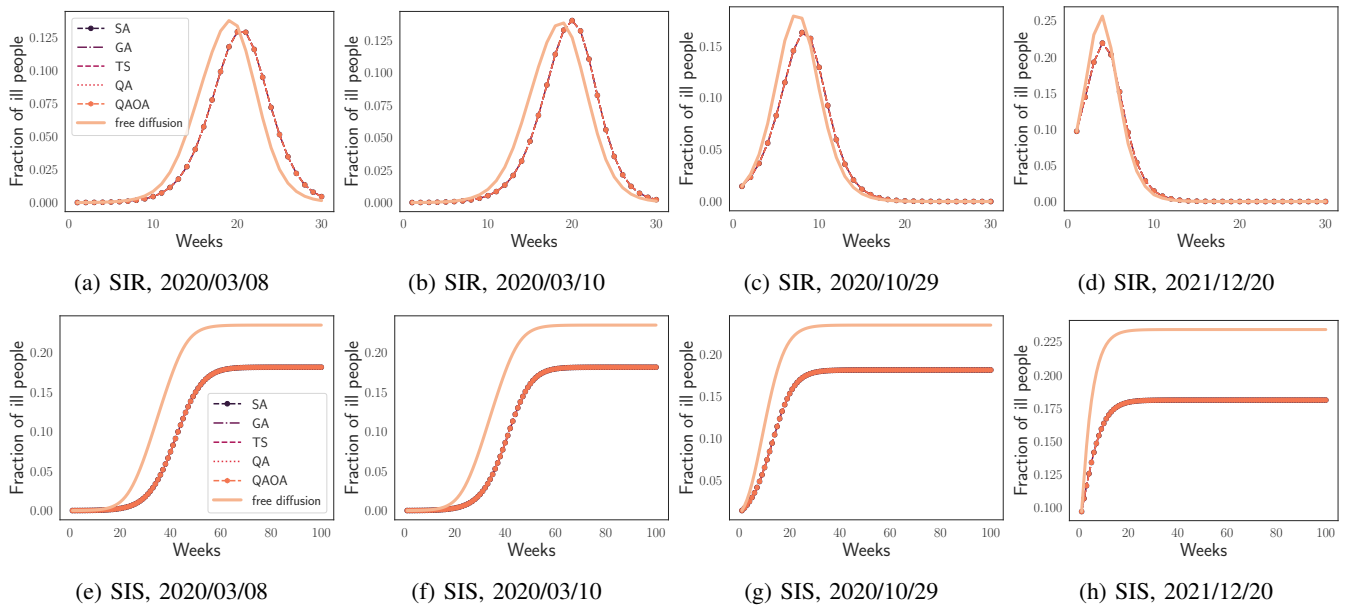 Fraction of ill people
0.125
0.100
0.075
0.050
0.025
0.000
SA
GA
TS
QA
QAOA
free diffusion
0 10 20 30
Weeks
(a) SIR, 2020/03/08
Fraction of ill people
0.125
0.100
0.075
0.050
0.025
0.000
0 10 20 30
Weeks
(b) SIR, 2020/03/10
Fraction of ill people
0.15
0.10
0.05
0.00
0 10 20 30
Weeks
(c) SIR, 2020/10/29
Fraction of ill people
0.25
0.20
0.15
0.10
0.05
0.00
0 10 20 30
Weeks
(d) SIR, 2021/12/20
Fraction of ill people
0.20
0.15
0.10
0.05
0.00
SA
GA
TS
QA
QAOA
free diffusion
0 20 40 60 80 100
Weeks
(e) SIS, 2020/03/08
Fraction of ill people
0.20
0.15
0.10
0.05
0.00
0 20 40 60 80 100
Weeks
(f) SIS, 2020/03/10
Fraction of ill people
0.20
0.15
0.10
0.05
0 20 40 60 80 100
Weeks
(g) SIS, 2020/10/29
Fraction of ill people
0.225
0.200
0.175
0.150
0.125
0.100
0 20 40 60 80 100
Weeks
(h) SIS, 2021/12/20